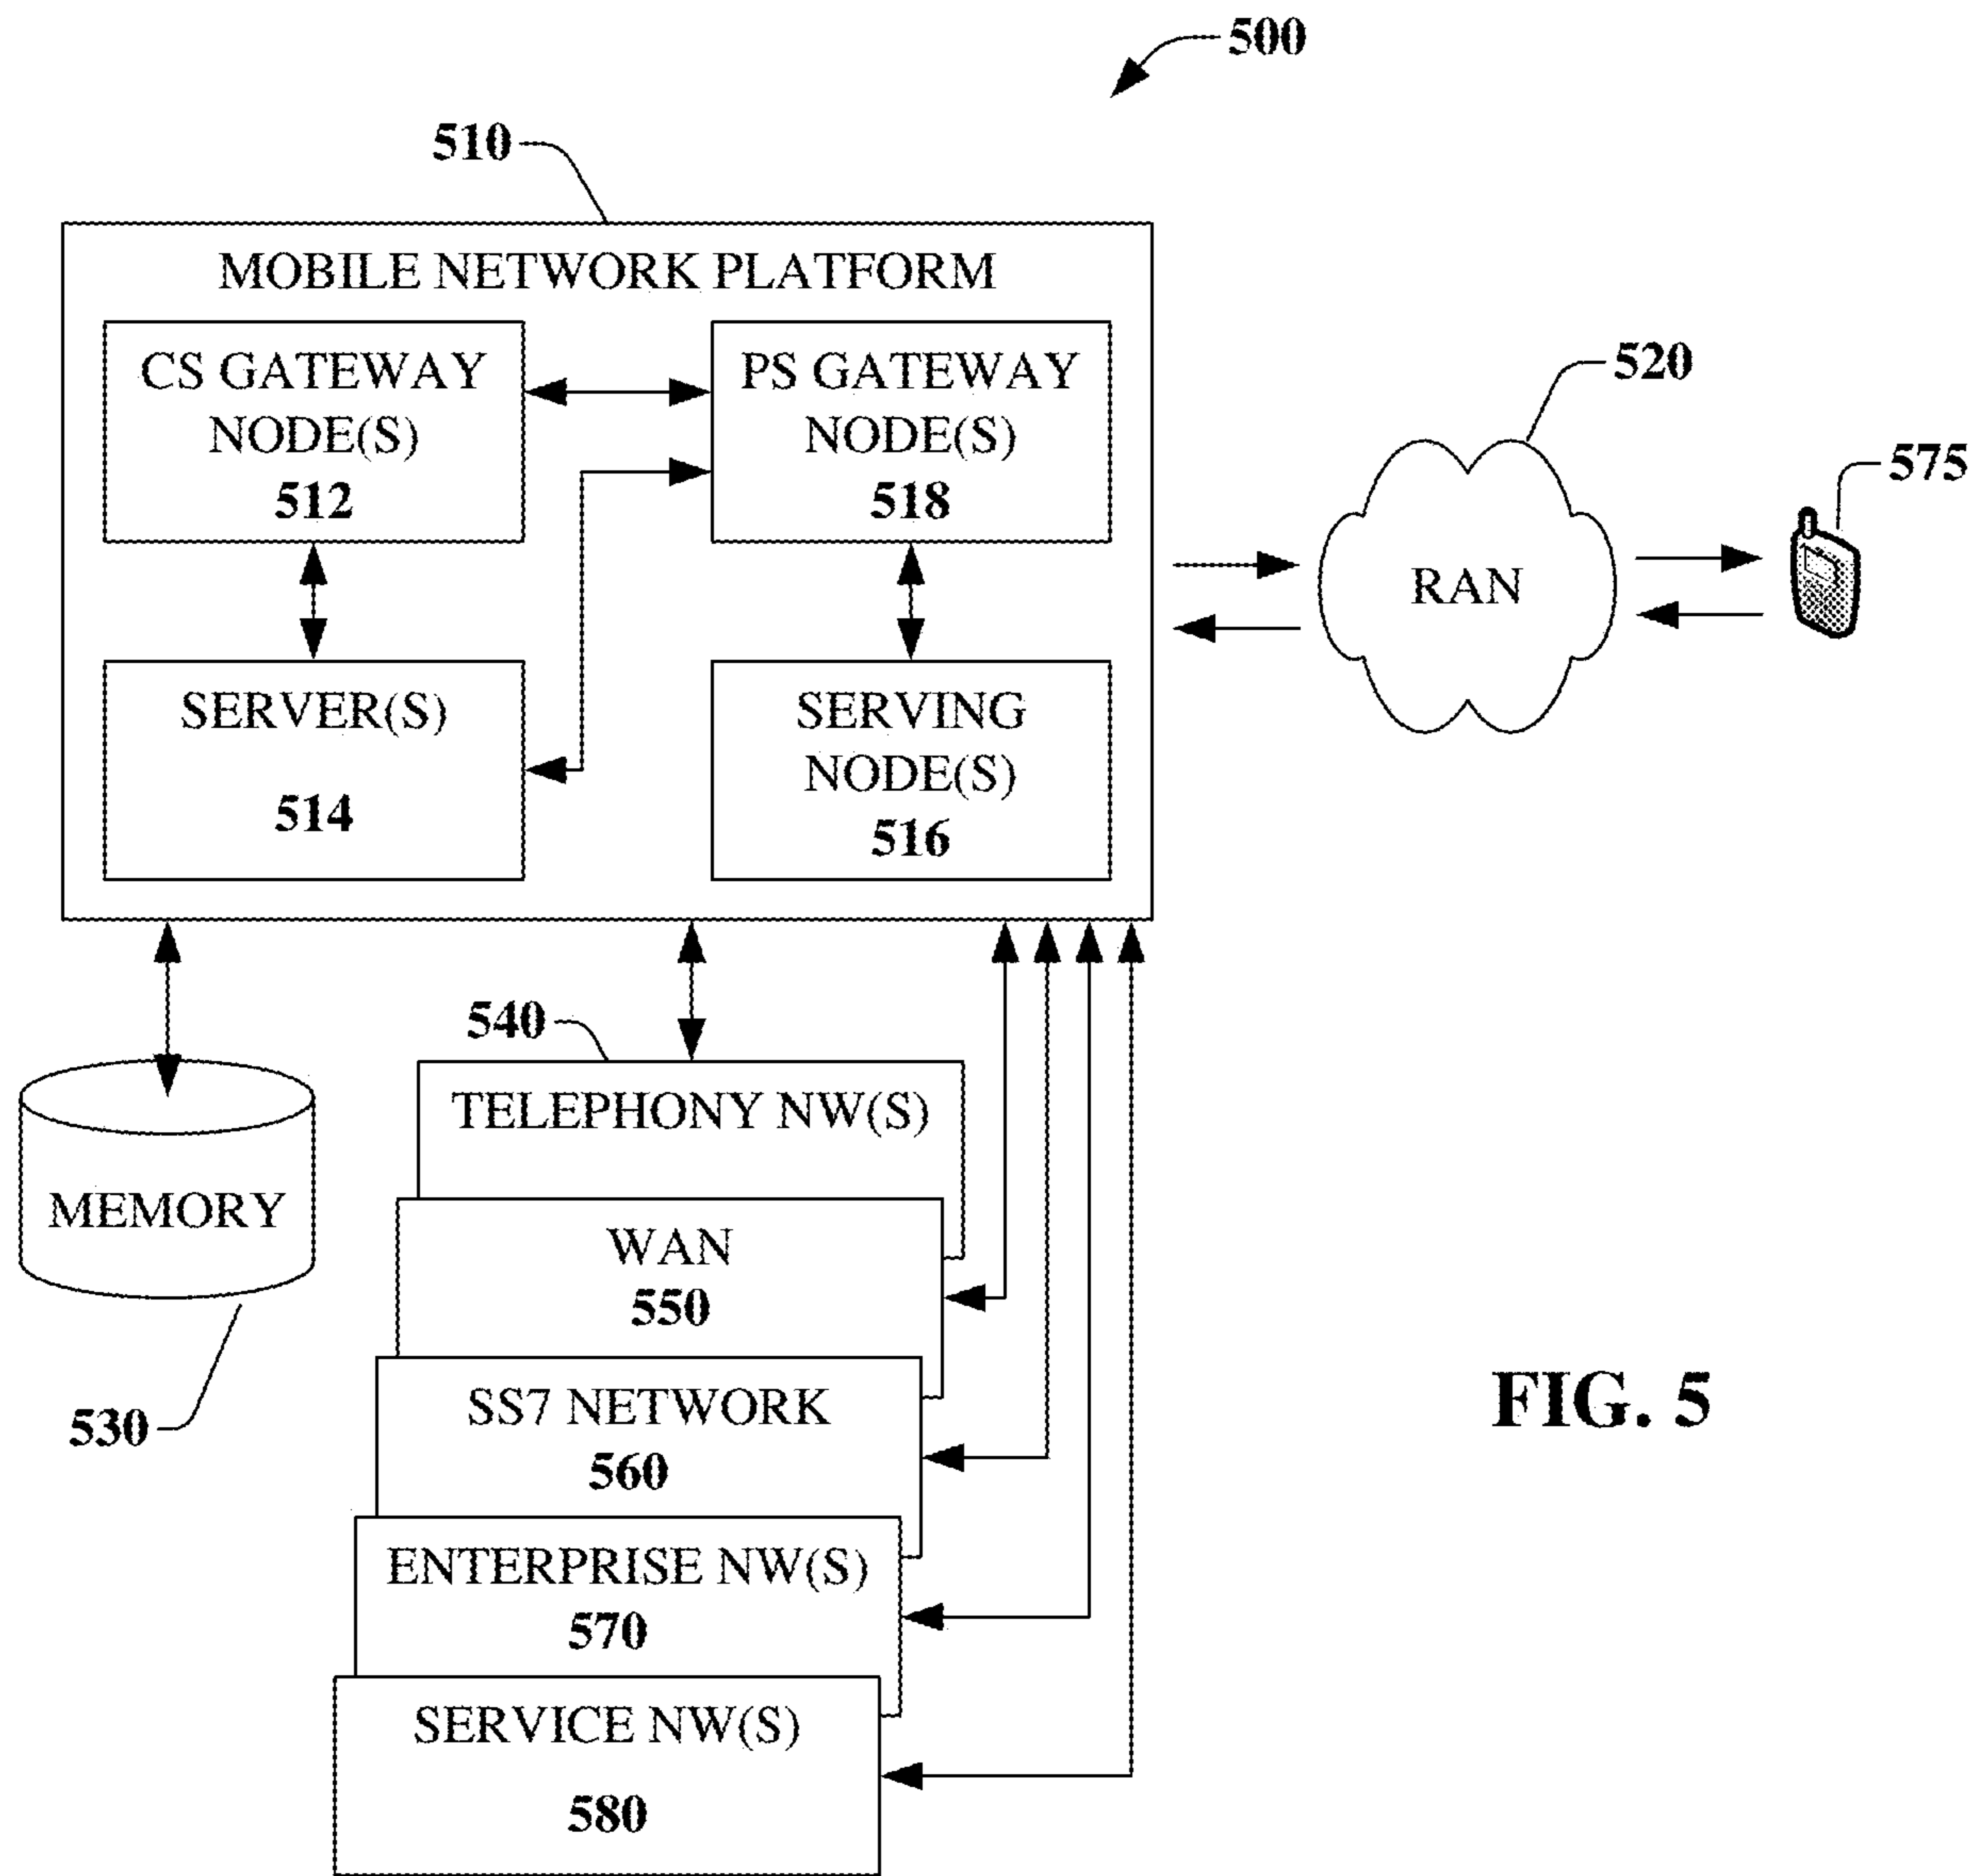 500
510
MOBILE NETWORK PLATFORM
CS GATEWAY
NODE(S)
512
PS GATEWAY
NODE(S)
518
SERVER(S)
514
SERVING
NODE(S)
516
520
RAN
575
540
TELEPHONY NW(S)
MEMORY
530
WAN
550
SS7 NETWORK
560
ENTERPRISE NW(S)
570
SERVICE NW(S)
580
FIG. 5